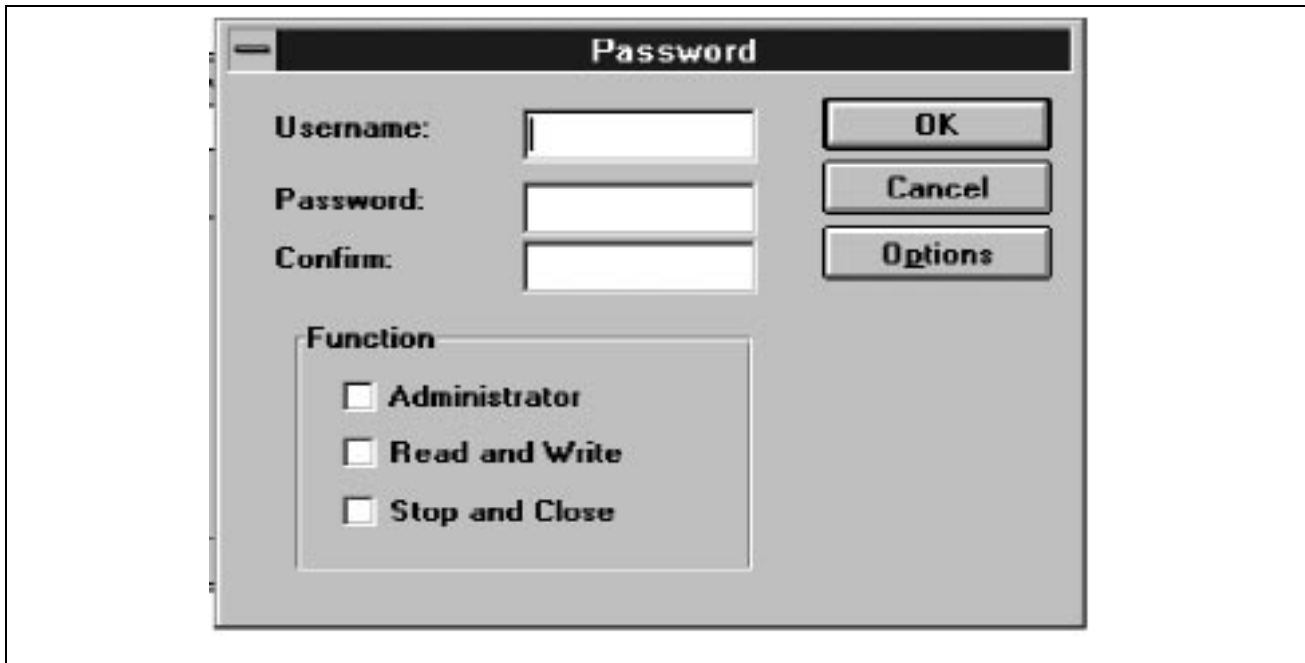 Password
Username:
OK
Password:
Cancel
Confirm:
Options
Function
Administrator
Read and Write
Stop and Close